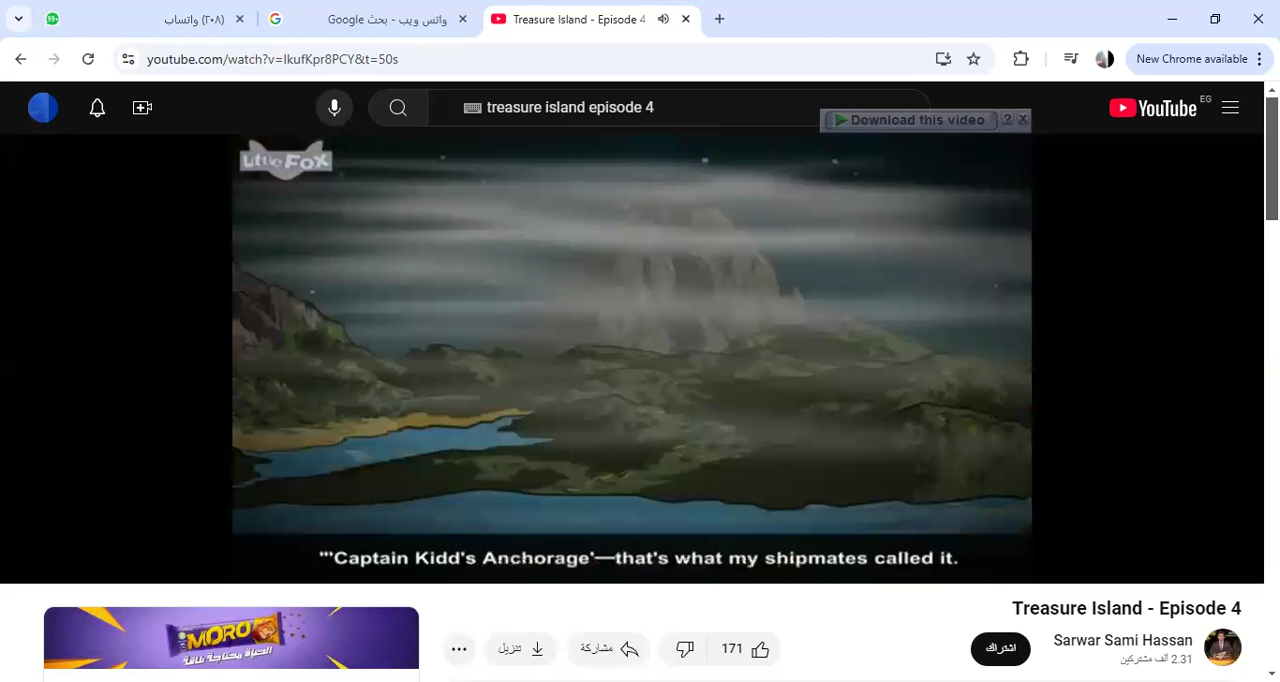 (٢٠٨) واتساب
واتس ويب - بحث Google
Treasure Island - Episode 4
youtube.com/watch?v=IkufKpr8PCY&t=50s
New Chrome available
treasure island episode 4
YouTube EG
Download this video ? X
Little Fox
"'Captain Kidd's Anchorage'—that's what my shipmates called it.
Treasure Island - Episode 4
MORO
Sarwar Sami Hassan
2.31 ألف مشتركين
اشتراك
171
مشاركة
تنزيل
99+